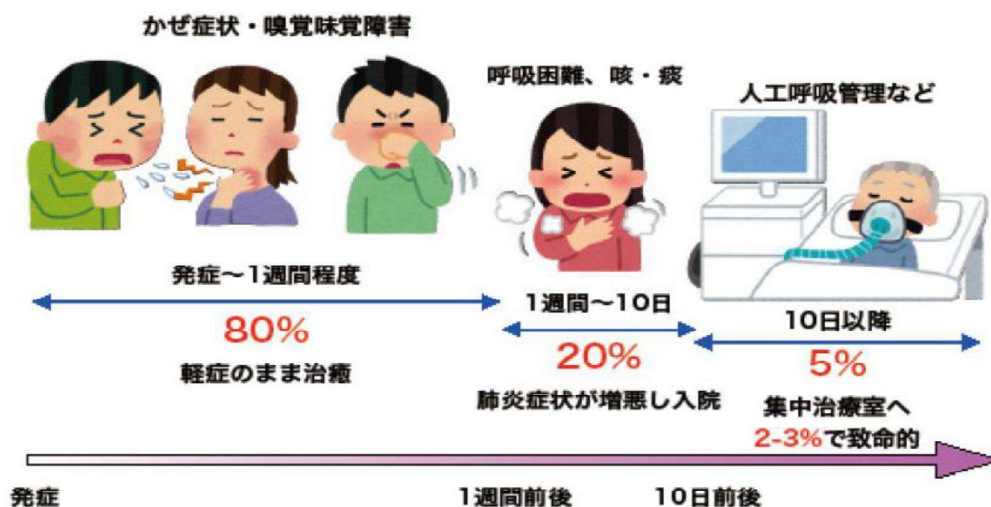 かぜ症状・嗅覚味覚障害
呼吸困難、咳・痰
人工呼吸管理など
発症〜1週間程度
80%
軽症のまま治癒
1週間〜10日
20%
肺炎症状が増悪し入院
10日以降
5%
集中治療室へ
2-3%で致命的
発症
1週間前後
10日前後